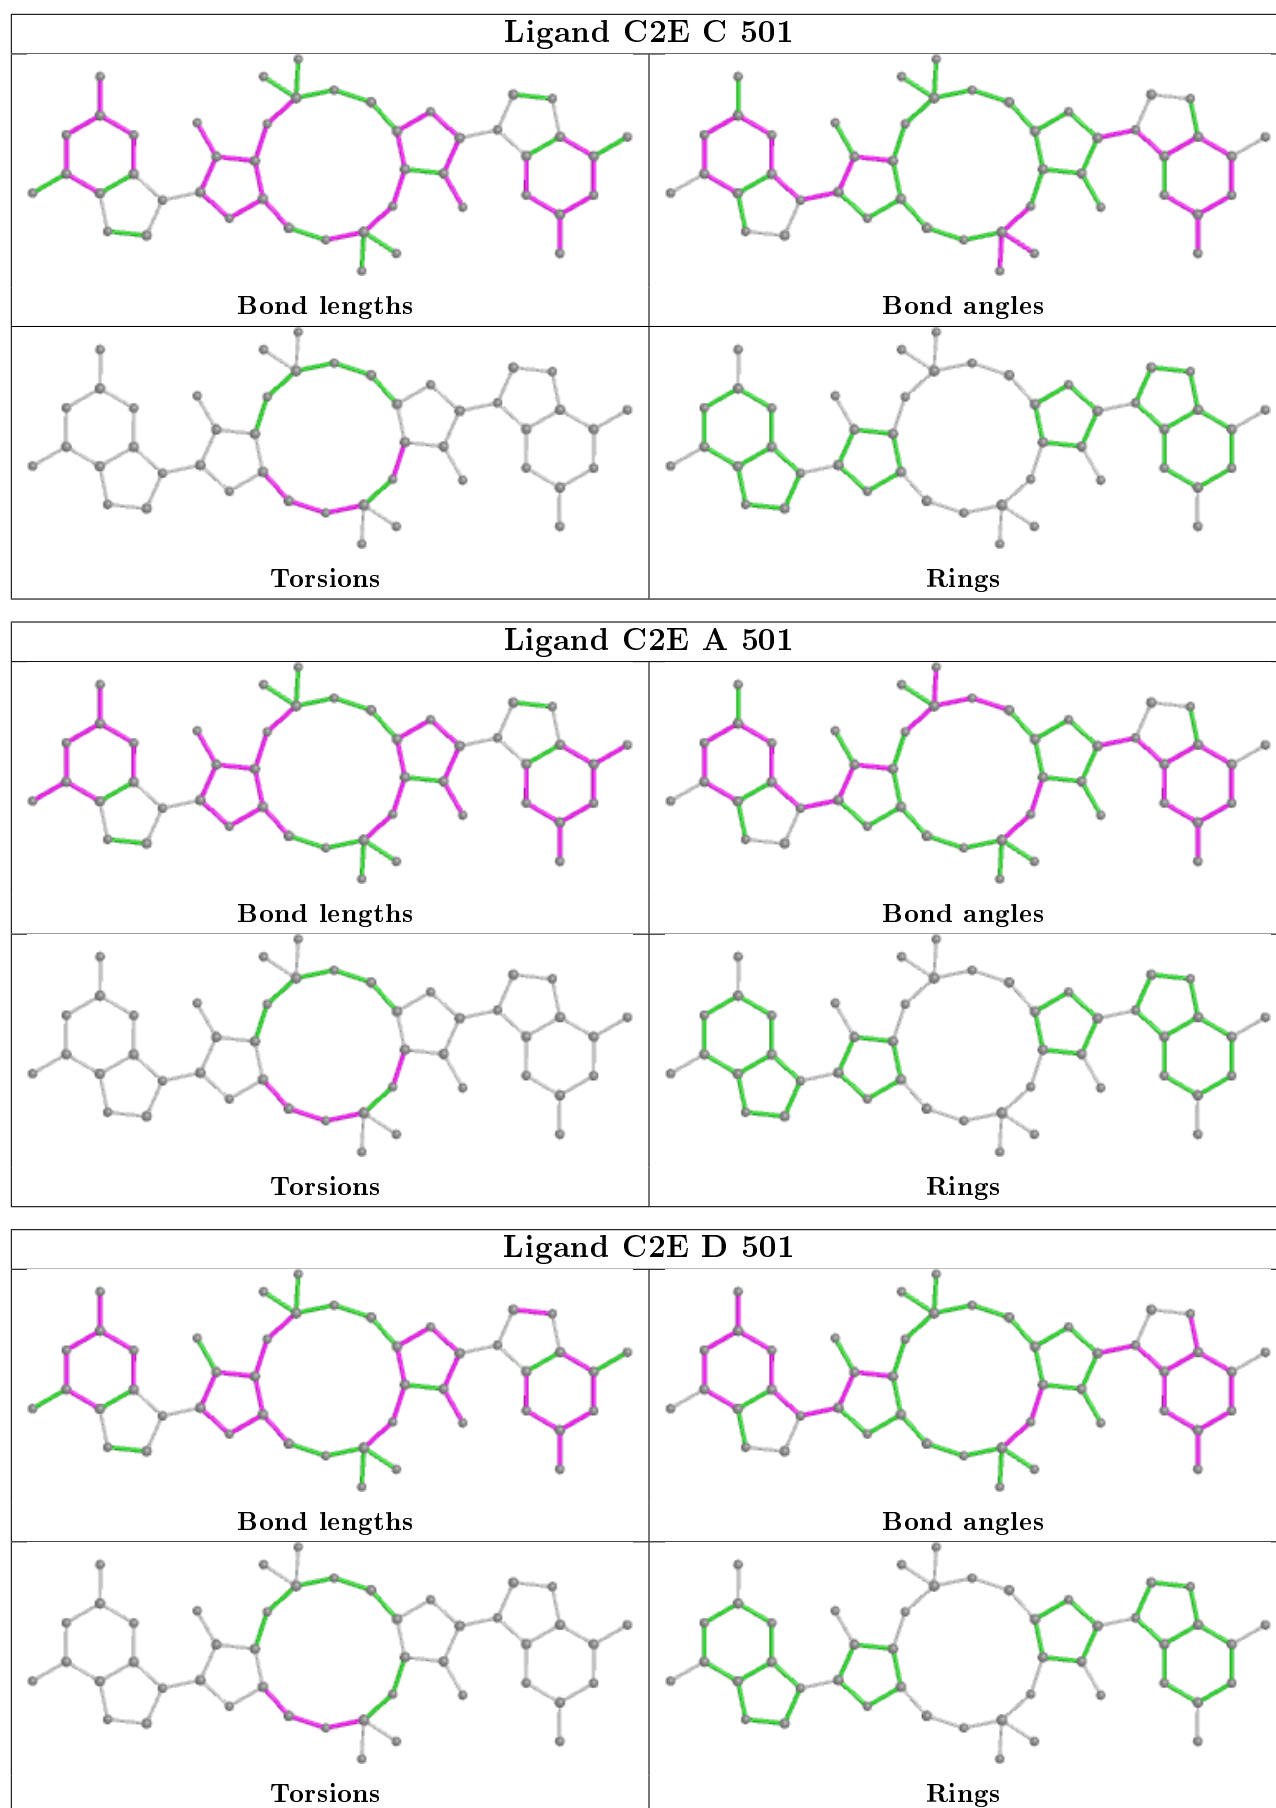 Ligand C2E C 501
Bond lengths
Bond angles
Torsions
Rings
Ligand C2E A 501
Bond lengths
Bond angles
Torsions
Rings
Ligand C2E D 501
Bond lengths
Bond angles
Torsions
Rings